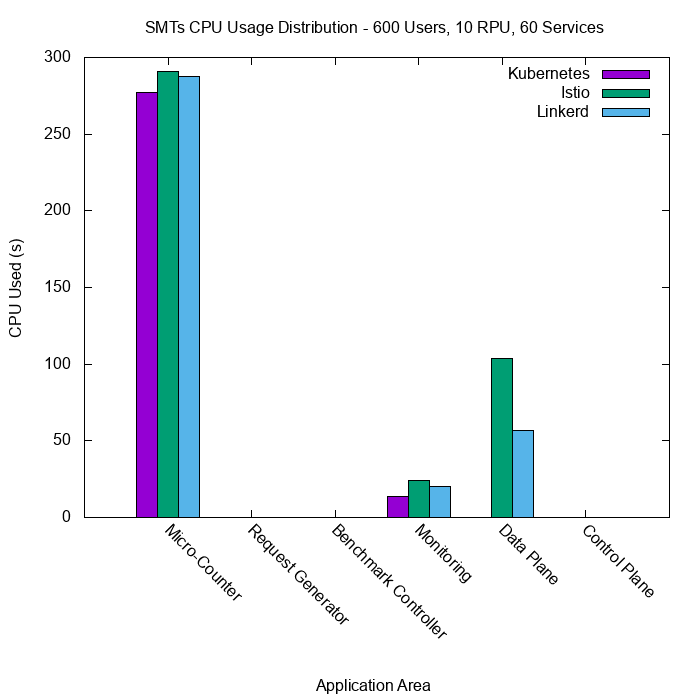 SMTs CPU Usage Distribution - 600 Users, 10 RPU, 60 Services
Kubernetes
Istio
Linkerd
300
250
200
150
100
50
0
CPU Used (s)
Micro-Counter
Request Generator
Benchmark Controller
Monitoring
Data Plane
Control Plane
Application Area